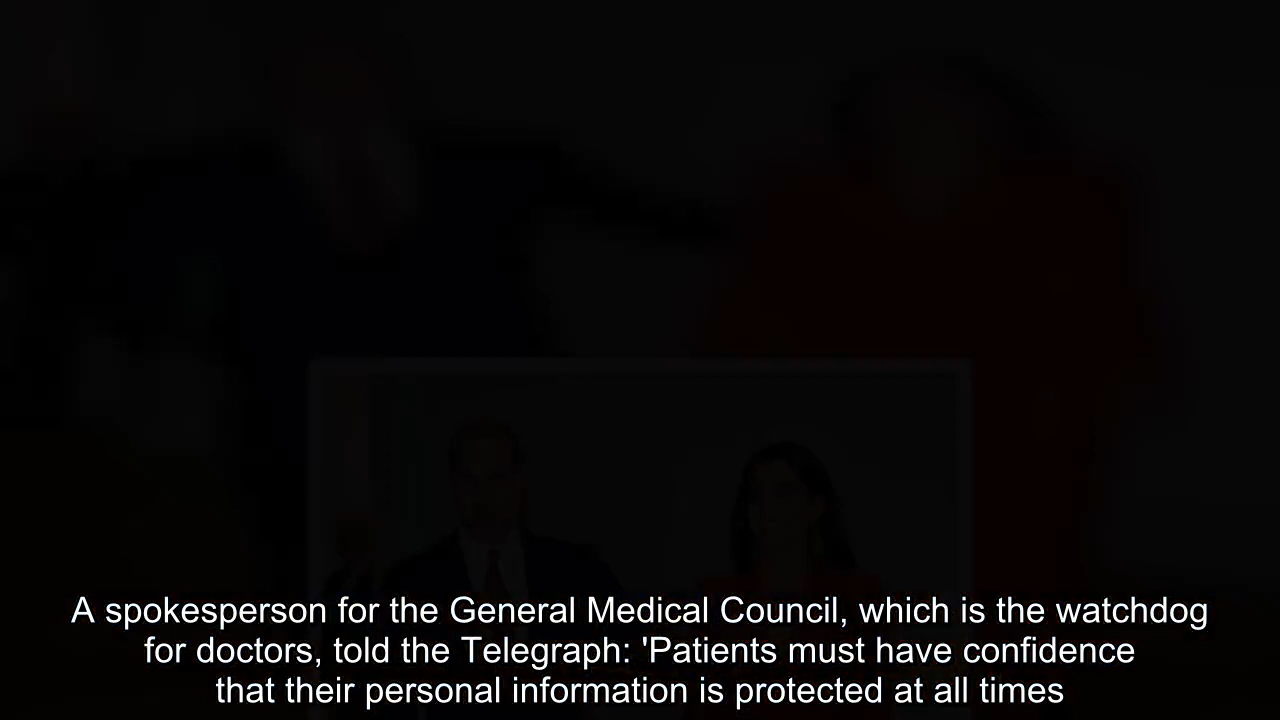 A spokesperson for the General Medical Council, which is the watchdog
for doctors, told the Telegraph: 'Patients must have confidence
that their personal information is protected at all times